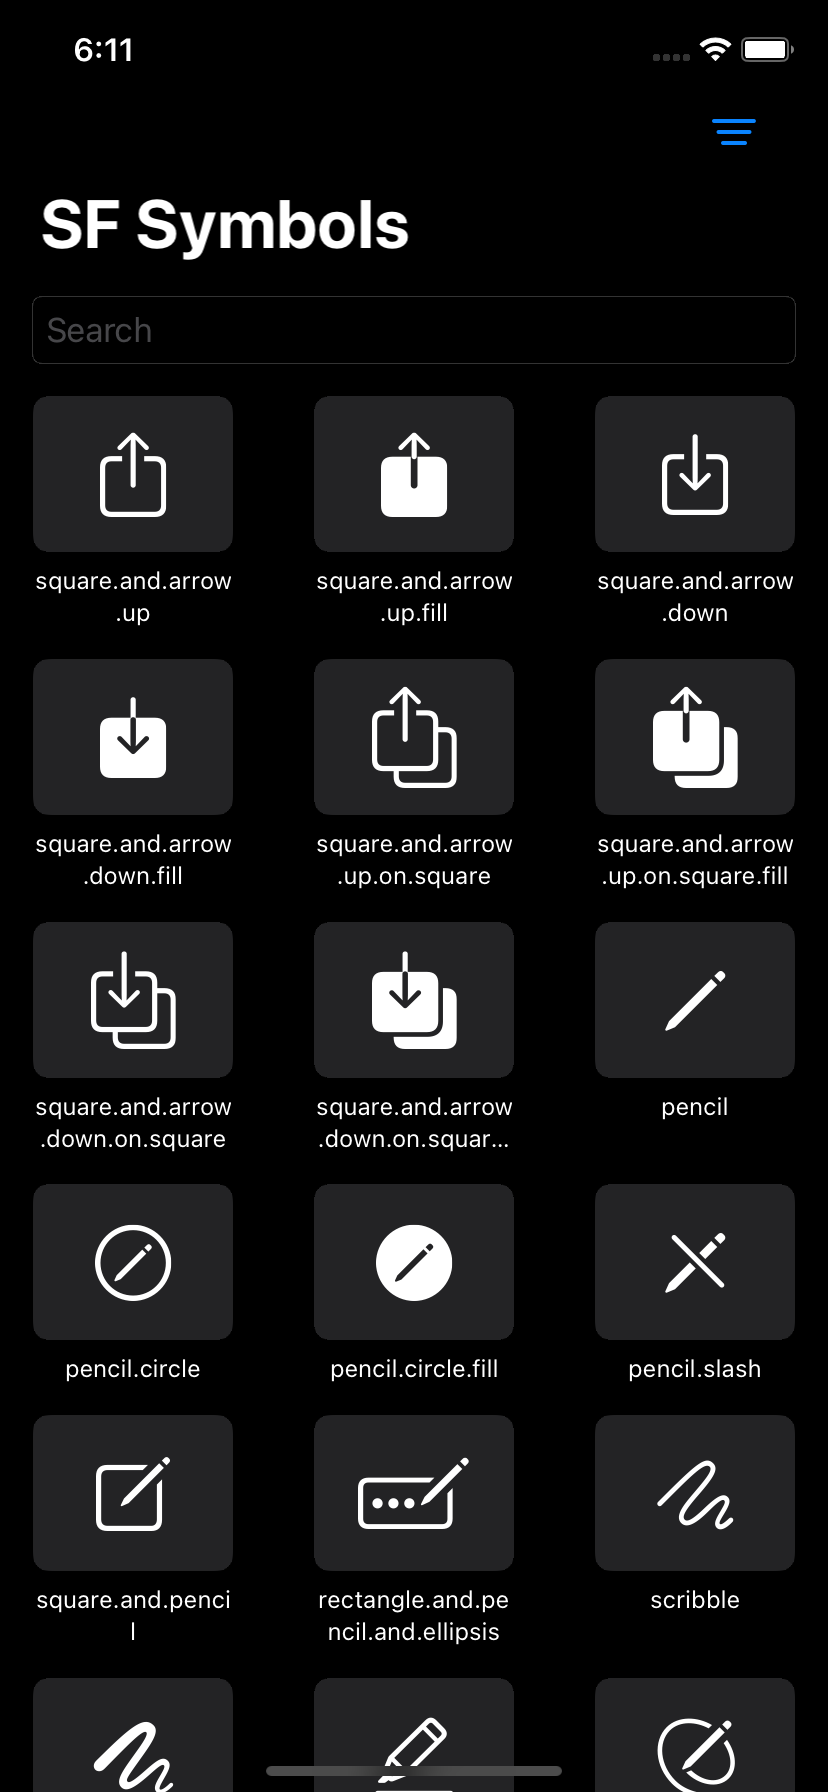 6:11
SF Symbols
Search
square.and.arrow
.up
square.and.arrow
.up.fill
square.and.arrow
.down
square.and.arrow
.down.fill
square.and.arrow
.up.on.square
square.and.arrow
.up.on.square.fill
square.and.arrow
.down.on.square
square.and.arrow
.down.on.squar...
pencil
pencil.circle
pencil.circle.fill
pencil.slash
square.and.penci
l
rectangle.and.pe
ncil.and.ellipsis
scribble